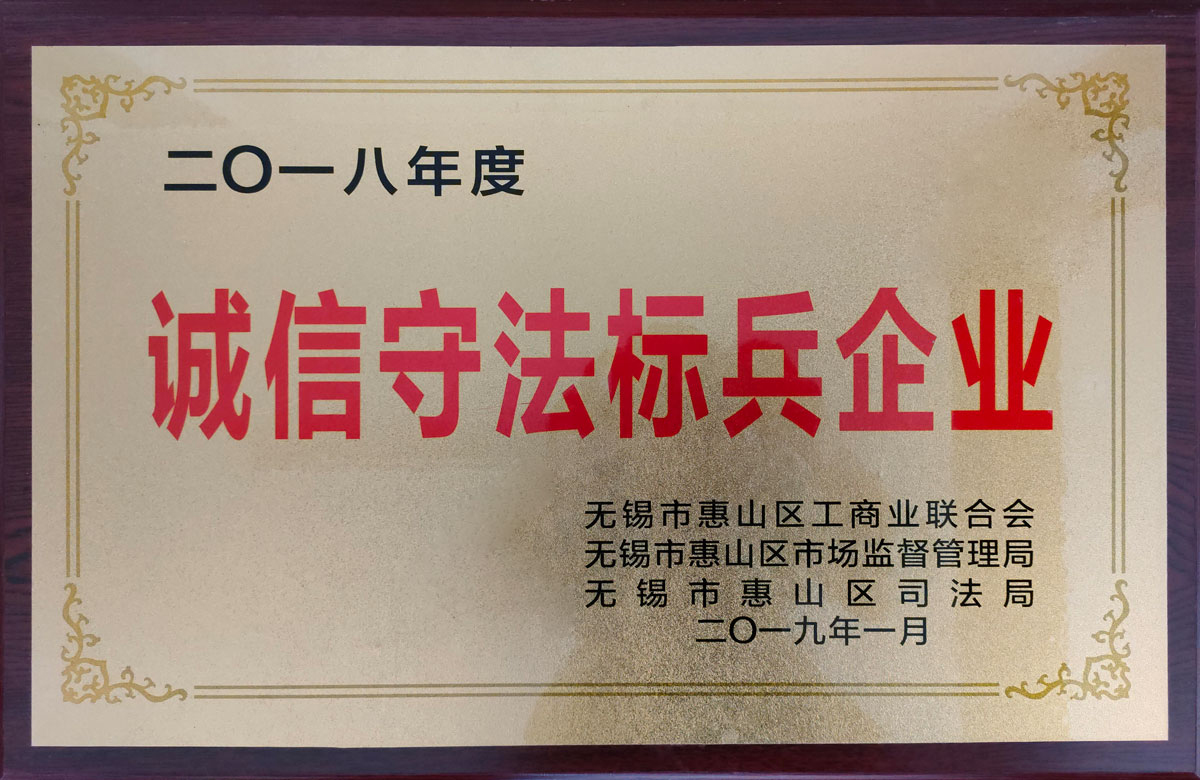 二〇一八年度
诚信守法标兵企业
无锡市惠山区工商业联合会
无锡市惠山区市场监督管理局
无锡市惠山区司法局
二〇一九年一月